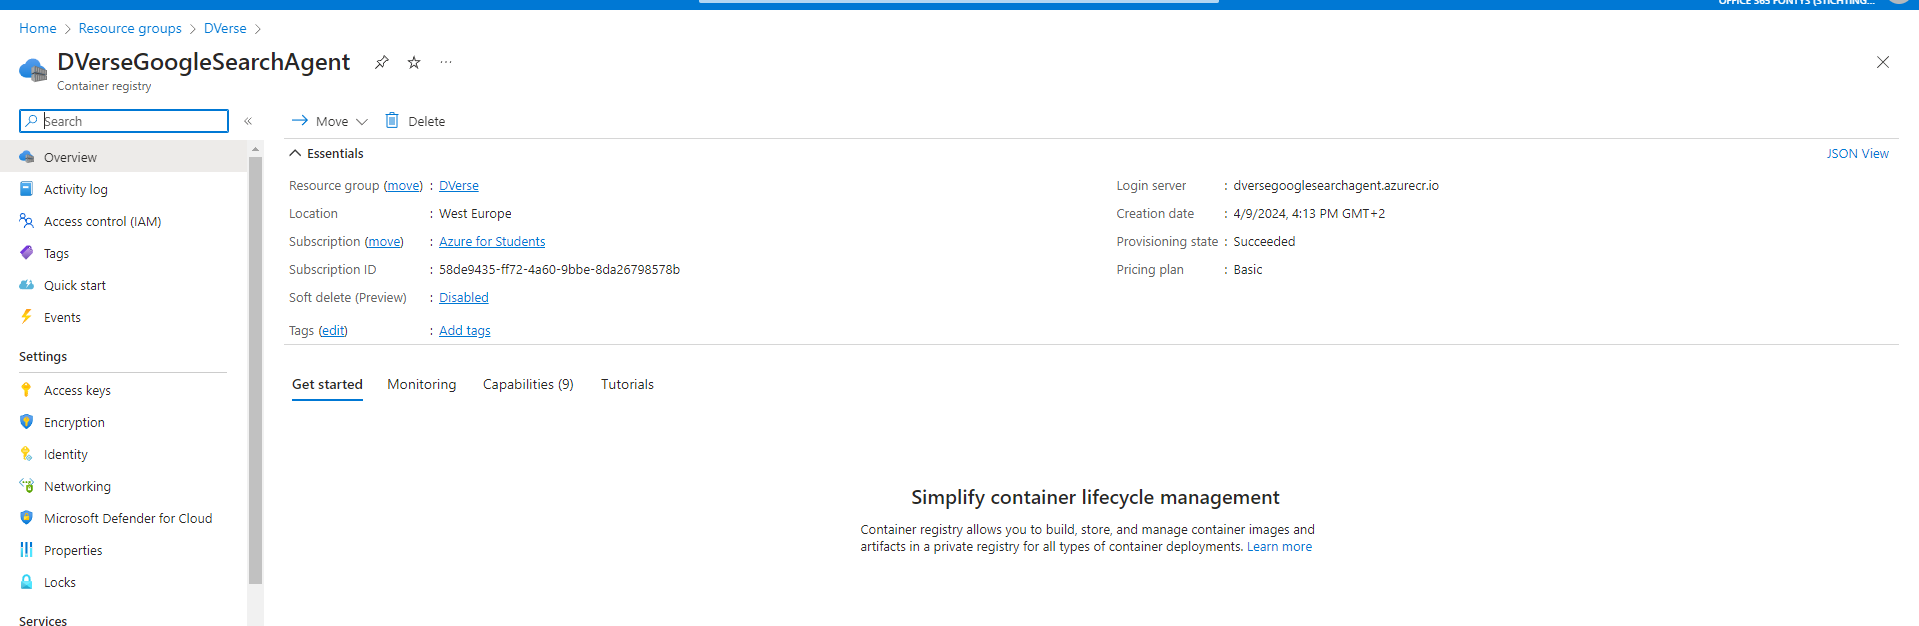 OFFICE 365 FONTYS (STICHTING...
Home > Resource groups > DVerse >
DVerseGoogleSearchAgent ...
Container registry
Search
«
Move
Delete
Overview
Activity log
Access control (IAM)
Tags
Quick start
Events
Settings
Access keys
Encryption
Identity
Networking
Microsoft Defender for Cloud
Properties
Locks
Services
Essentials
JSON View
Resource group (move) : DVerse
Location : West Europe
Subscription (move) : Azure for Students
Subscription ID : 58de9435-ff72-4a60-9bbe-8da26798578b
Soft delete (Preview) : Disabled
Tags (edit) : Add tags
Login server : dversegooglesearchagent.azurecr.io
Creation date : 4/9/2024, 4:13 PM GMT+2
Provisioning state : Succeeded
Pricing plan : Basic
Get started Monitoring Capabilities (9) Tutorials
Simplify container lifecycle management
Container registry allows you to build, store, and manage container images and
artifacts in a private registry for all types of container deployments. Learn more